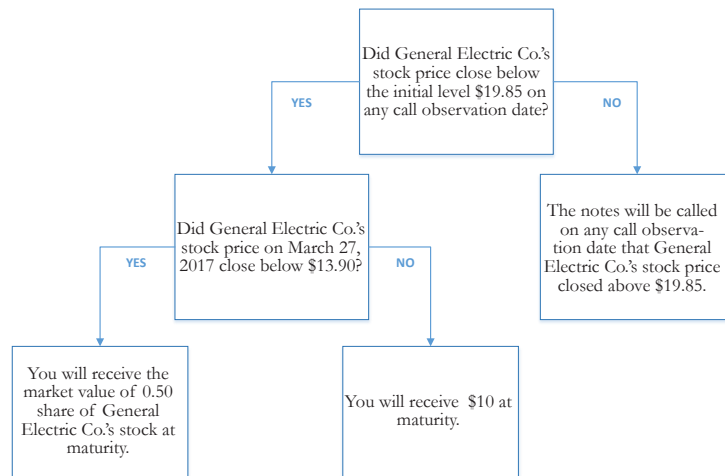 Did General Electric Co.'s
stock price close below
the initial level $19.85 on
any call observation date?
YES
NO
Did General Electric Co.'s
stock price on March 27,
2017 close below $13.90?
The notes will be called
on any call observa-
tion date that General
Electric Co.'s stock price
closed above $19.85.
YES
NO
You will receive the
market value of 0.50
share of General
Electric Co.'s stock at
maturity.
You will receive $10 at
maturity.